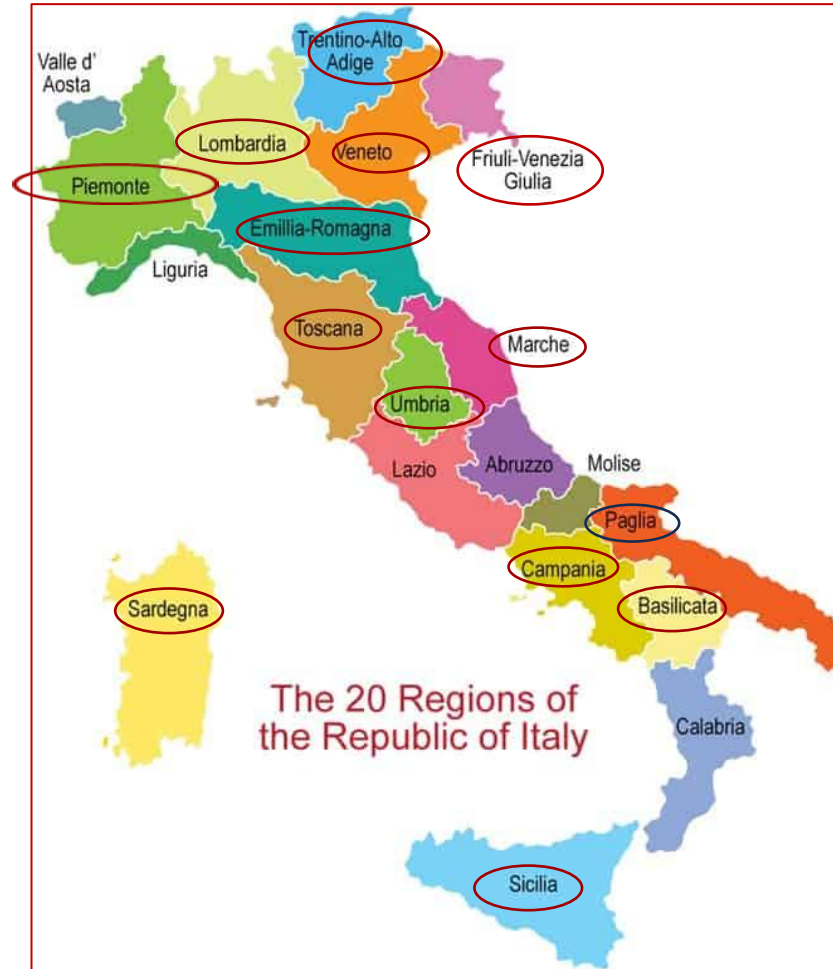 Trentino-Alto
Adige
Valle d'
Aosta
Lombardia
Veneto
Friuli-Venezia
Giulia
Piemonte
Emillia-Romagna
Liguria
Toscana
Marche
Umbria
Lazio
Abruzzo
Molise
Paglia
Campania
Basilicata
Sardegna
The 20 Regions of
the Republic of Italy
Calabria
Sicilia